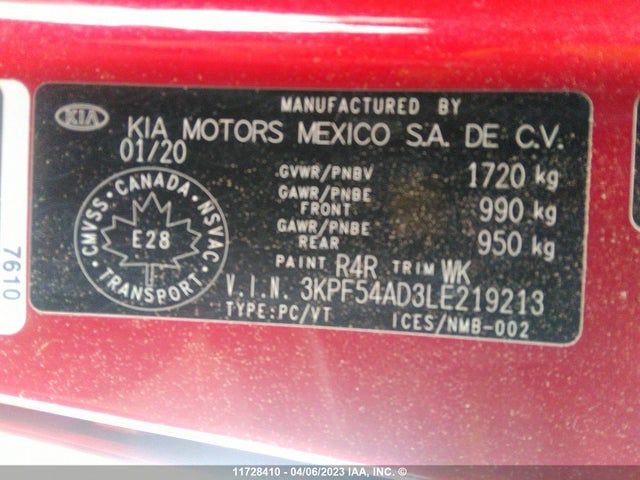 MANUFACTURED BY
KIA
KIA MOTORS MEXICO S.A. DE C.V.
01/20
GVWR/PNBV 1720 kg
GAWR/PNBE FRONT 990 kg
GAWR/PNBE REAR 950 kg
CANADA
CMVSS NSVAC
E28
TRANSPORT
PAINT R4R TRIM WK
V.I.N. 3KPF54AD3LE219213
TYPE:PC/VT ICES/NMB-002
7610
11728410 - 04/06/2023 IAA, Inc. ©